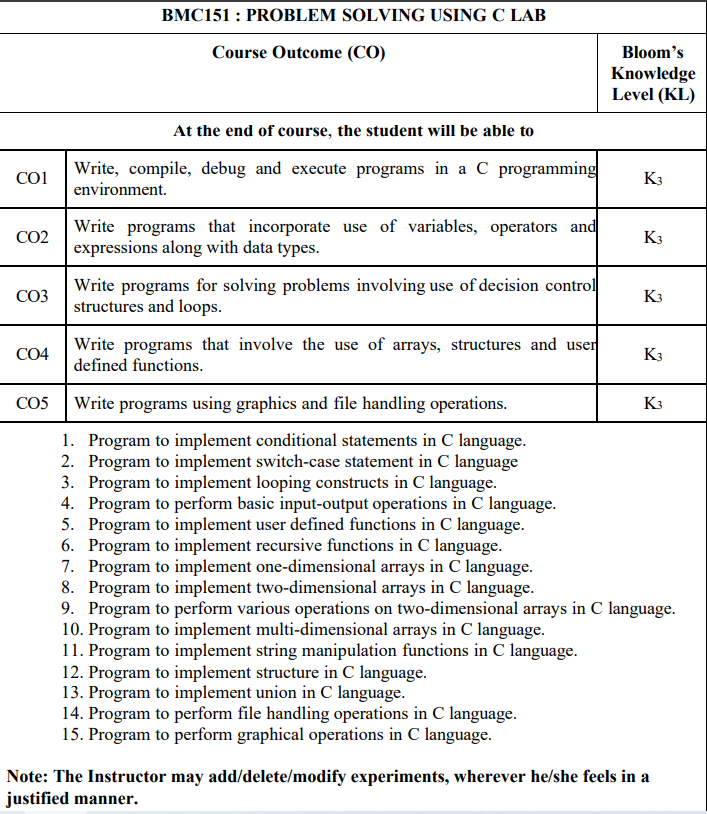 BMC151 : PROBLEM SOLVING USING C LAB
Course Outcome (CO)
Bloom's
Knowledge
Level (KL)
At the end of course, the student will be able to
CO1
Write, compile, debug and execute programs in a C programming
environment.
K3
CO2
Write programs that incorporate use of variables, operators and
expressions along with data types.
K3
CO3
Write programs for solving problems involving use of decision control
structures and loops.
K3
CO4
Write programs that involve the use of arrays, structures and user
defined functions.
K3
CO5
Write programs using graphics and file handling operations.
K3
1. Program to implement conditional statements in C language.
2. Program to implement switch-case statement in C language
3. Program to implement looping constructs in C language.
4. Program to perform basic input-output operations in C language.
5. Program to implement user defined functions in C language.
6. Program to implement recursive functions in C language.
7. Program to implement one-dimensional arrays in C language.
8. Program to implement two-dimensional arrays in C language.
9. Program to perform various operations on two-dimensional arrays in C language.
10. Program to implement multi-dimensional arrays in C language.
11. Program to implement string manipulation functions in C language.
12. Program to implement structure in C language.
13. Program to implement union in C language.
14. Program to perform file handling operations in C language.
15. Program to perform graphical operations in C language.
Note: The Instructor may add/delete/modify experiments, wherever he/she feels in a
justified manner.